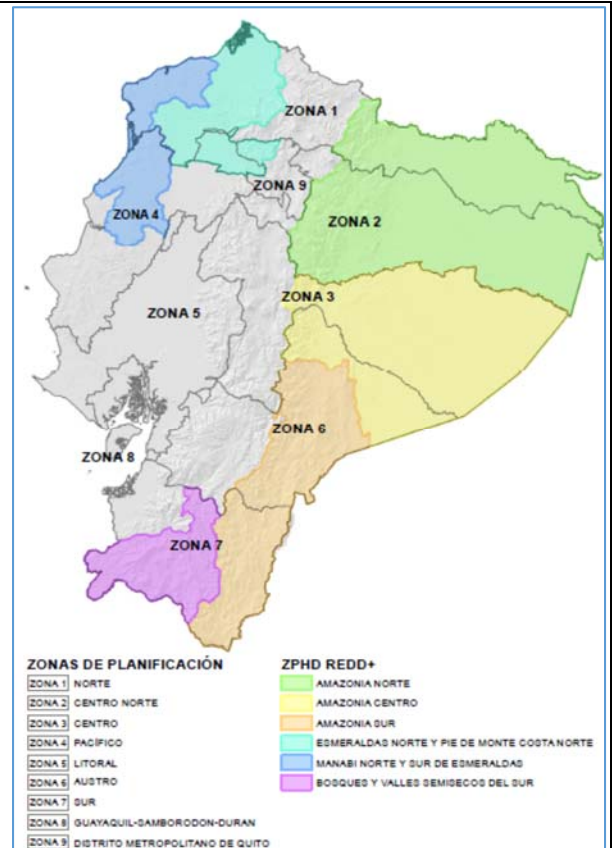 ZONA 1
ZONA 9
ZONA 4
ZONA 2
ZONA 3
ZONA 5
ZONA 6
ZONA 8
ZONA 7
ZONAS DE PLANIFICACIÓN
ZONA 1 NORTE
ZONA 2 CENTRO NORTE
ZONA 3 CENTRO
ZONA 4 PACÍFICO
ZONA 5 LITORAL
ZONA 6 AUSTRO
ZONA 7 SUR
ZONA 8 GUAYAQUIL-SAMBORODON-DURAN
ZONA 9 DISTRITO METROPOLITANO DE QUITO
ZPHD REDD+
AMAZONIA NORTE
AMAZONIA CENTRO
AMAZONIA SUR
ESMERALDAS NORTE Y PIE DE MONTE COSTA NORTE
MANABI NORTE Y SUR DE ESMERALDAS
BOSQUES Y VALLES SEMISECOS DEL SUR